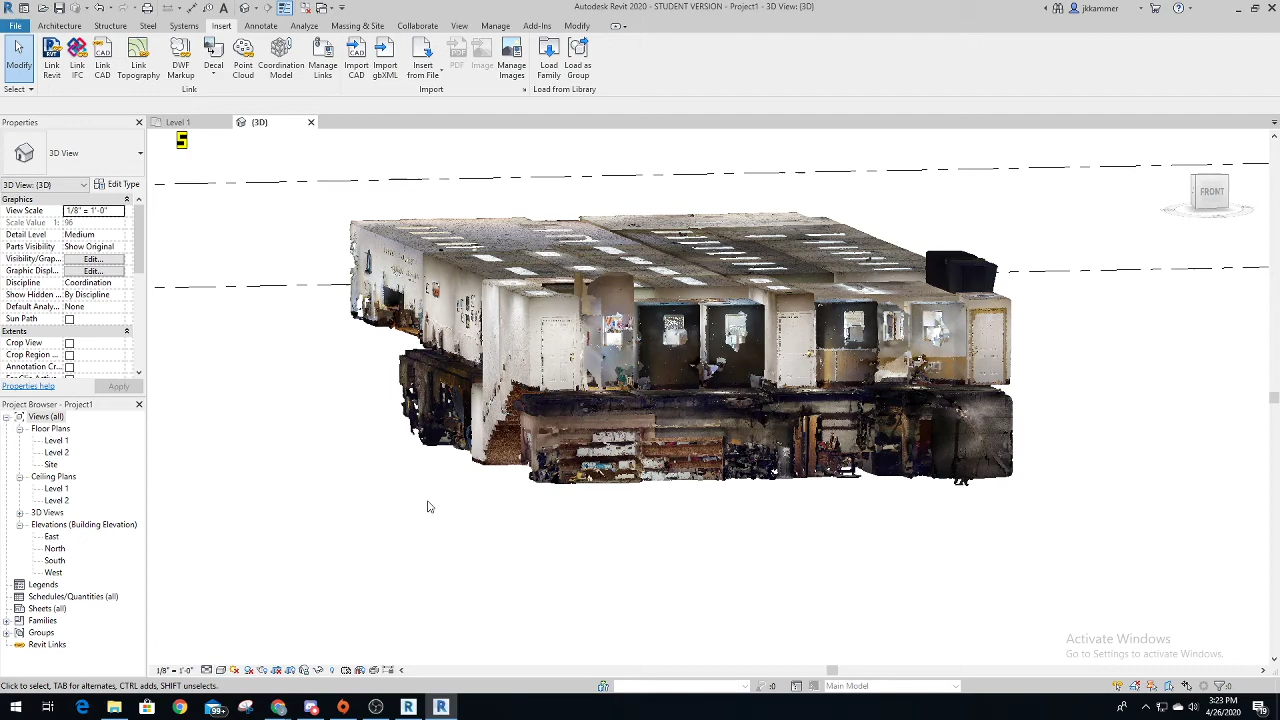 Autodesk Revit 2020 - STUDENT VERSION - Project1 - 3D View: {3D}
jkkammer
File Architecture Structure Steel Systems Insert Annotate Analyze Massing & Site Collaborate View Manage Add-Ins Modify
Modify
Link Revit
Link IFC
Link CAD
Link Topography
DWF Markup
Decal
Point Cloud
Coordination Model
Manage Links
Import CAD
Import gbXML
Insert from File
PDF
Image
Manage Images
Load Family
Load as Group
Select
Link
Import
Load from Library
Properties
Level 1
{3D}
S
3D View
3D View: {3D}
Edit Type
Graphics
View Scale 1/8" = 1'-0"
Scale Value 1: 96
Detail Level Medium
Parts Visibility Show Original
Visibility/Grap... Edit...
Graphic Displ... Edit...
Discipline Coordination
Show Hidden ... By Discipline
Default Analy... None
Sun Path
Extents
Crop View
Crop Region ...
Annotation Cr...
Properties help
Apply
FRONT
Project Browser - Project1
Views (all)
Floor Plans
Level 1
Level 2
Site
Ceiling Plans
Level 1
Level 2
3D Views
Elevations (Building Elevation)
East
North
South
West
Legends
Schedules/Quantities (all)
Sheets (all)
Families
Groups
Revit Links
Activate Windows
Go to Settings to activate Windows.
1/8" = 1'-0"
Click to select, TAB for alternates, CTRL adds, SHIFT unselects.
:0
Main Model
:0
99+
3:23 PM
4/26/2020